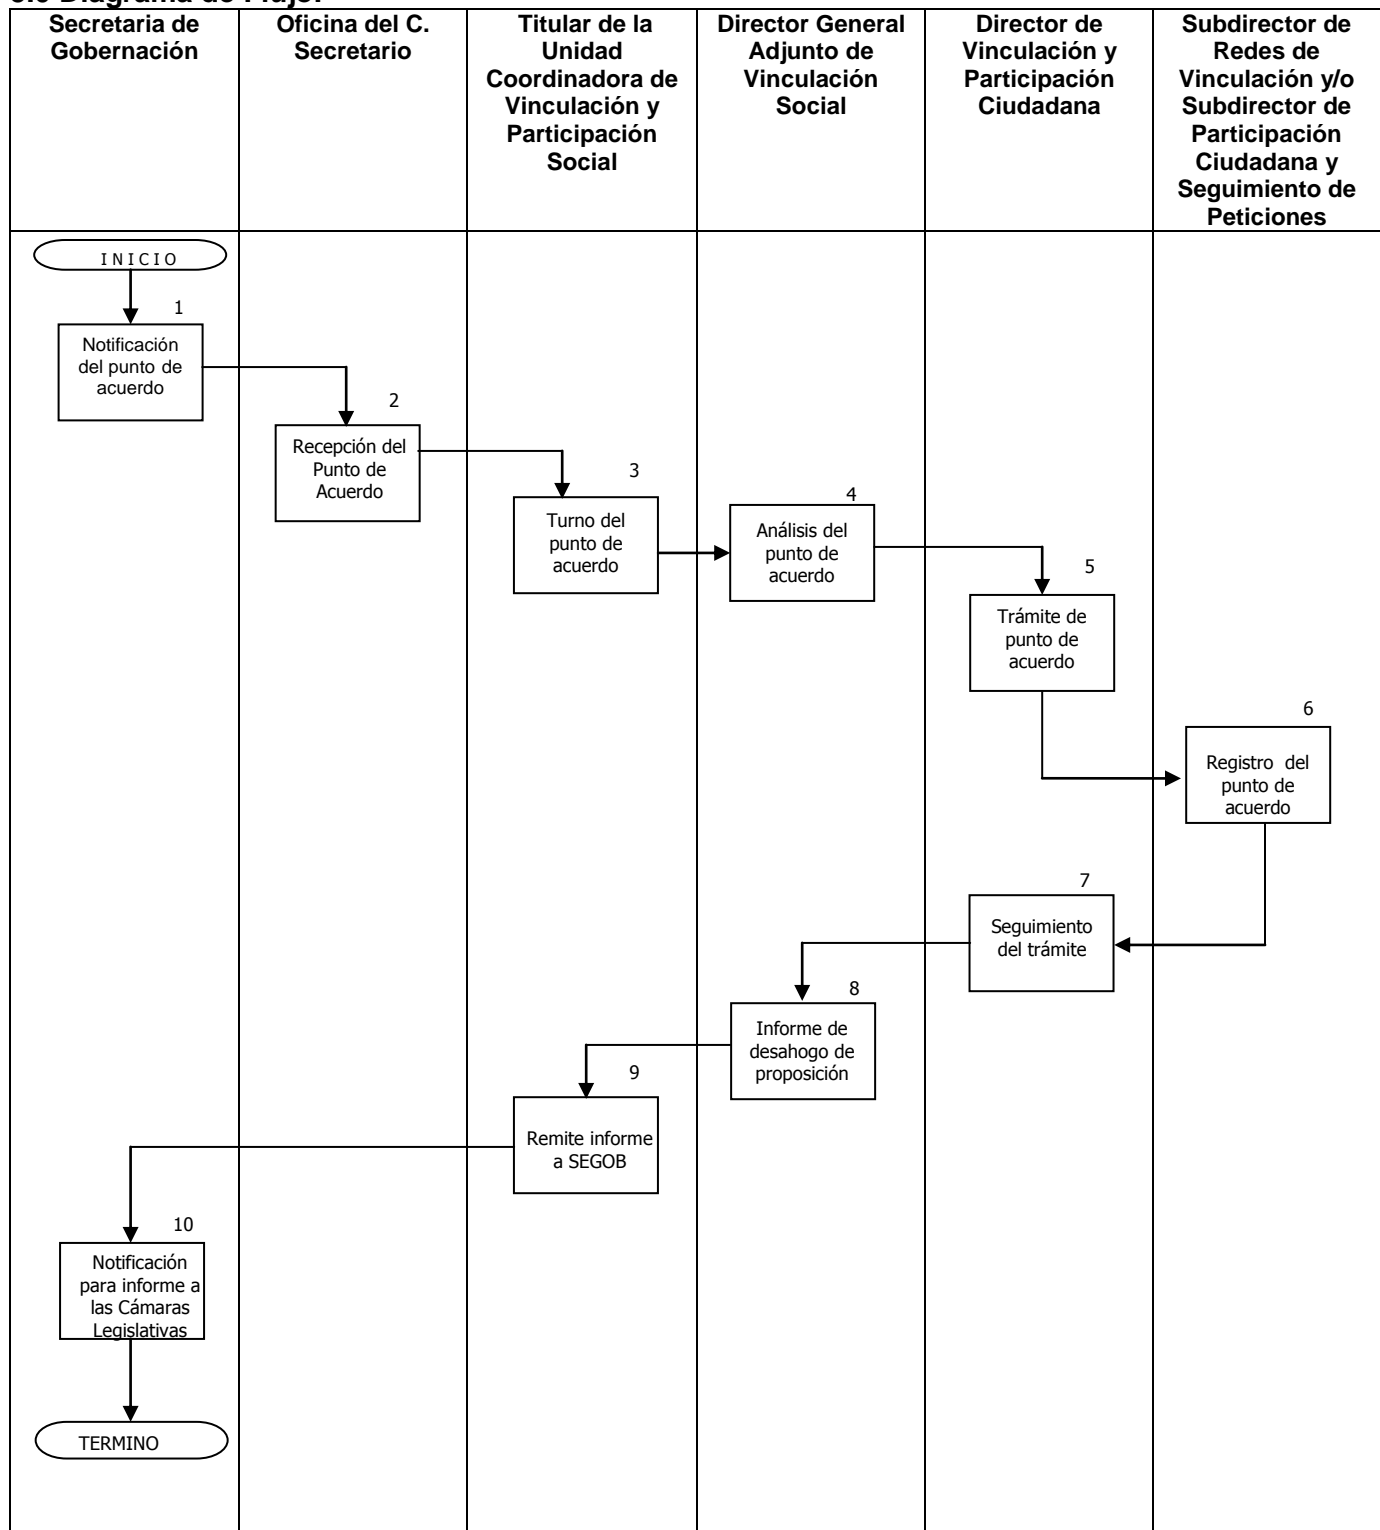 Secretaria de
Gobernación
Oficina del C.
Secretario
Titular de la
Unidad
Coordinadora de
Vinculación y
Participación
Social
Director General
Adjunto de
Vinculación
Social
Director de
Vinculación y
Participación
Ciudadana
Subdirector de
Redes de
Vinculación y/o
Subdirector de
Participación
Ciudadana y
Seguimiento de
Peticiones
INICIO
1
Notificación
del punto de
acuerdo
2
Recepción del
Punto de
Acuerdo
3
Turno del
punto de
acuerdo
4
Análisis del
punto de
acuerdo
5
Trámite de
punto de
acuerdo
6
Registro del
punto de
acuerdo
7
Seguimiento
del trámite
8
Informe de
desahogo de
proposición
9
Remite informe
a SEGOB
10
Notificación
para informe a
las Cámaras
Legislativas
TERMINO